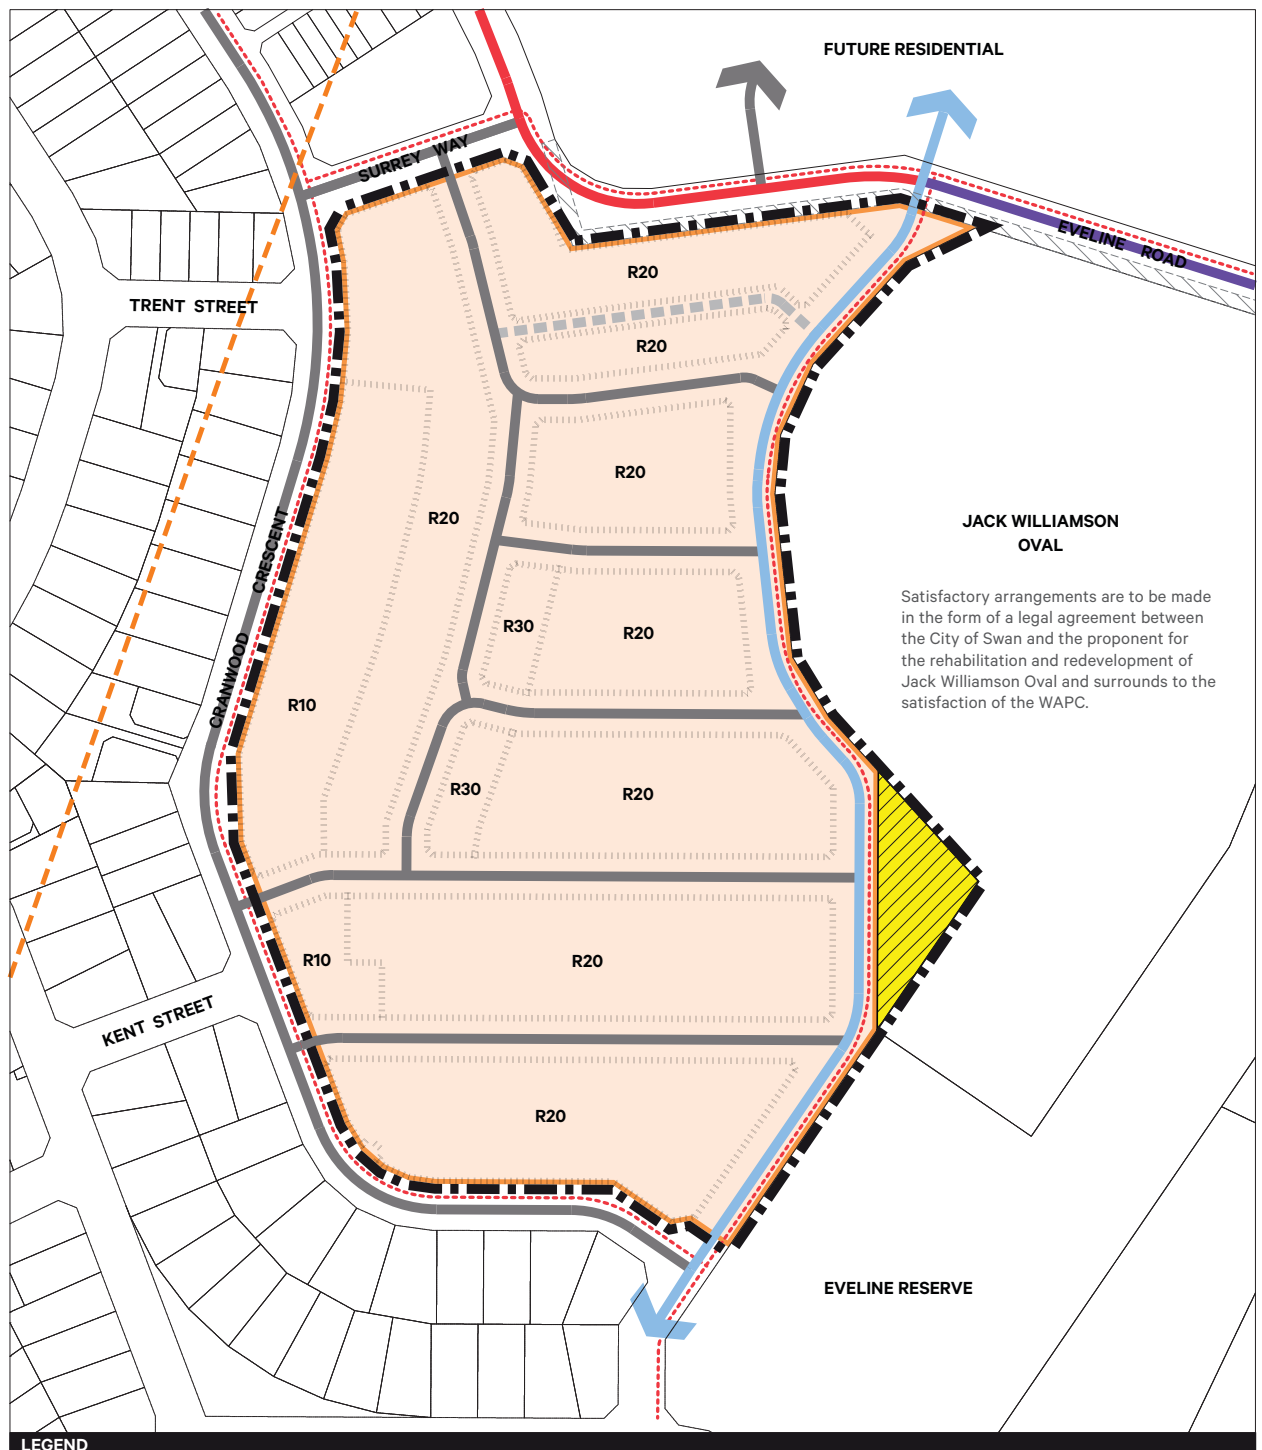 FUTURE RESIDENTIAL
SURREY WAY
EVELINE ROAD
R20
TRENT STREET
R20
R20
R20
JACK WILLIAMSON
OVAL
CRANWOOD CRESCENT
Satisfactory arrangements are to be made
in the form of a legal agreement between
the City of Swan and the proponent for
the rehabilitation and redevelopment of
Jack Williamson Oval and surrounds to the
satisfaction of the WAPC.
R30
R20
R10
R30
R20
R10
R20
KENT STREET
R20
EVELINE RESERVE
LEGEND